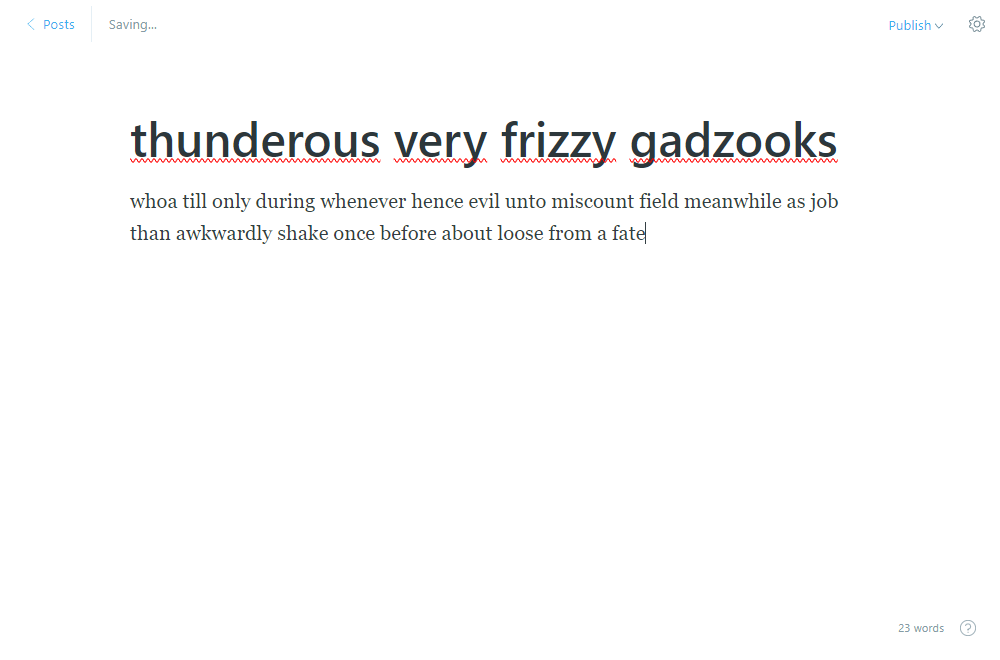 Posts Saving... Publish
thunderous very frizzy gadzooks
whoa till only during whenever hence evil unto miscount field meanwhile as job
than awkwardly shake once before about loose from a fate
23 words ?